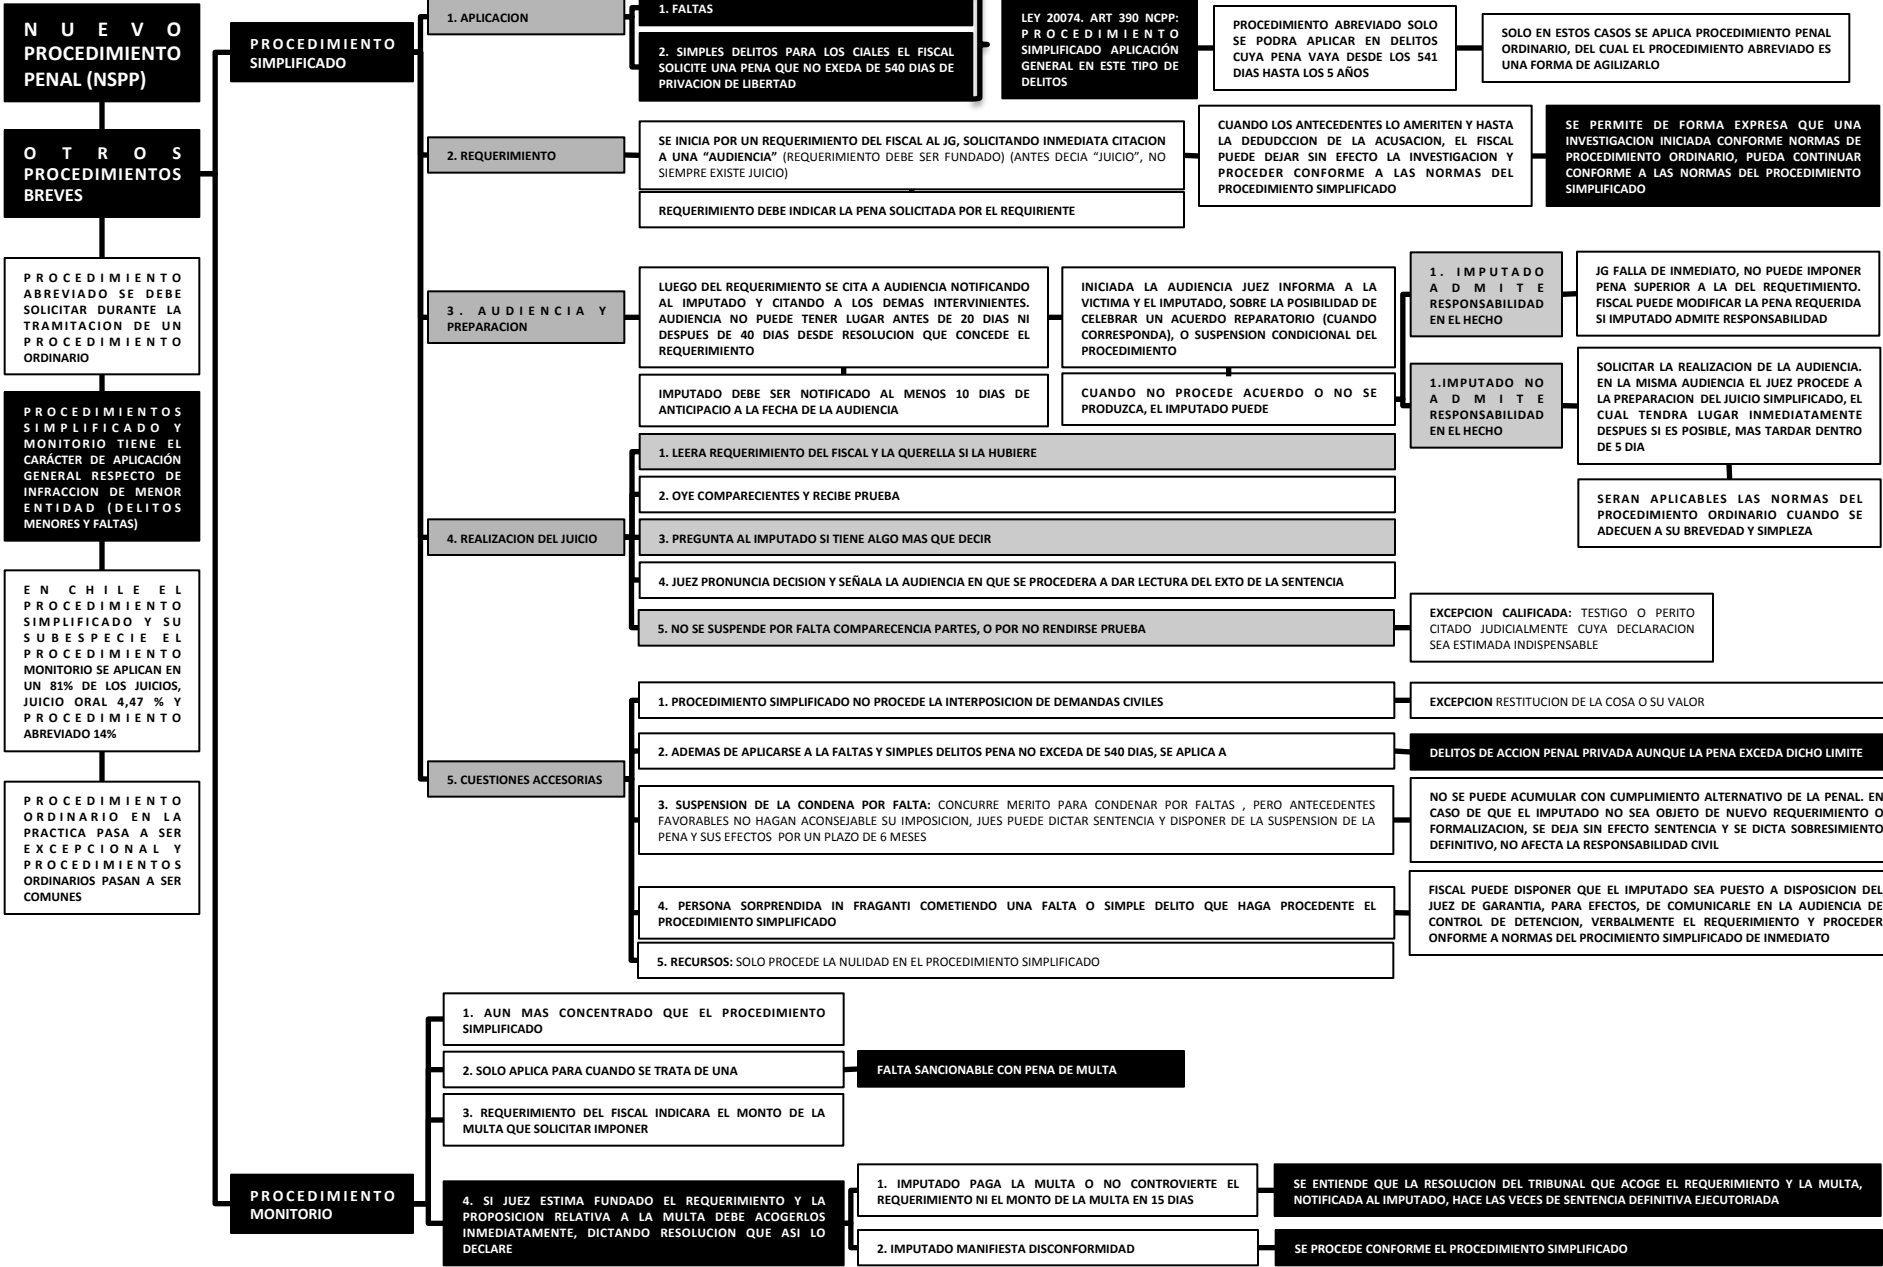 NUEVO
PROCEDIMIENTO
PENAL (NSPP)
OTROS
PROCEDIMIENTOS
BREVES
PROCEDIMIENTO
ABREVIADO SE DEBE
SOLICITAR DURANTE LA
TRAMITACION DE UN
PROCEDIMIENTO
ORDINARIO
PROCEDIMIENTOS
SIMPLIFICADO Y
MONITORIO TIENE EL
CARÁCTER DE APLICACIÓN
GENERAL RESPECTO DE
INFRACCION DE MENOR
ENTIDAD (DELITOS
MENORES Y FALTAS)
EN CHILE EL
PROCEDIMIENTO
SIMPLIFICADO Y SU
SUBESPECIE EL
PROCEDIMIENTO
MONITORIO SE APLICAN EN
UN 81% DE LOS JUICIOS,
JUICIO ORAL 4,47 % Y
PROCEDIMIENTO
ABREVIADO 14%
PROCEDIMIENTO
ORDINARIO EN LA
PRACTICA PASA A SER
EXCEPCIONAL Y
PROCEDIMIENTOS
ORDINARIOS PASAN A SER
COMUNES
PROCEDIMIENTO
SIMPLIFICADO
1. APLICACION
1. FALTAS
2. SIMPLES DELITOS PARA LOS CIALES EL FISCAL
SOLICITE UNA PENA QUE NO EXEDA DE 540 DIAS DE
PRIVACION DE LIBERTAD
LEY 20074. ART 390 NCPP:
PROCEDIMIENTO
SIMPLIFICADO APLICACIÓN
GENERAL EN ESTE TIPO DE
DELITOS
PROCEDIMIENTO ABREVIADO SOLO
SE PODRA APLICAR EN DELITOS
CUYA PENA VAYA DESDE LOS 541
DIAS HASTA LOS 5 AÑOS
SOLO EN ESTOS CASOS SE APLICA PROCEDIMIENTO PENAL
ORDINARIO, DEL CUAL EL PROCEDIMIENTO ABREVIADO ES
UNA FORMA DE AGILIZARLO
2. REQUERIMIENTO
SE INICIA POR UN REQUERIMIENTO DEL FISCAL AL JG, SOLICITANDO INMEDIATA CITACION
A UNA “AUDIENCIA” (REQUERIMIENTO DEBE SER FUNDADO) (ANTES DECIA “JUICIO”, NO
SIEMPRE EXISTE JUICIO)
REQUERIMIENTO DEBE INDICAR LA PENA SOLICITADA POR EL REQUIRIENTE
CUANDO LOS ANTECEDENTES LO AMERITEN Y HASTA
LA DEDUDCCION DE LA ACUSACION, EL FISCAL
PUEDE DEJAR SIN EFECTO LA INVESTIGACION Y
PROCEDER CONFORME A LAS NORMAS DEL
PROCEDIMIENTO SIMPLIFICADO
SE PERMITE DE FORMA EXPRESA QUE UNA
INVESTIGACION INICIADA CONFORME NORMAS DE
PROCEDIMIENTO ORDINARIO, PUEDA CONTINUAR
CONFORME A LAS NORMAS DEL PROCEDIMIENTO
SIMPLIFICADO
3. AUDIENCIA Y
PREPARACION
LUEGO DEL REQUERIMIENTO SE CITA A AUDIENCIA NOTIFICANDO
AL IMPUTADO Y CITANDO A LOS DEMAS INTERVINIENTES.
AUDIENCIA NO PUEDE TENER LUGAR ANTES DE 20 DIAS NI
DESPUES DE 40 DIAS DESDE RESOLUCION QUE CONCEDE EL
REQUERIMIENTO
IMPUTADO DEBE SER NOTIFICADO AL MENOS 10 DIAS DE
ANTICIPACIO A LA FECHA DE LA AUDIENCIA
INICIADA LA AUDIENCIA JUEZ INFORMA A LA
VICTIMA Y EL IMPUTADO, SOBRE LA POSIBILIDAD DE
CELEBRAR UN ACUERDO REPARATORIO (CUANDO
CORRESPONDA), O SUSPENSION CONDICIONAL DEL
PROCEDIMIENTO
CUANDO NO PROCEDE ACUERDO O NO SE
PRODUZCA, EL IMPUTADO PUEDE
1. IMPUTADO
ADMITE
RESPONSABILIDAD
EN EL HECHO
JG FALLA DE INMEDIATO, NO PUEDE IMPONER
PENA SUPERIOR A LA DEL REQUETIMIENTO.
FISCAL PUEDE MODIFICAR LA PENA REQUERIDA
SI IMPUTADO ADMITE RESPONSABILIDAD
1.IMPUTADO NO
ADMITE
RESPONSABILIDAD
EN EL HECHO
SOLICITAR LA REALIZACION DE LA AUDIENCIA.
EN LA MISMA AUDIENCIA EL JUEZ PROCEDE A
LA PREPARACION DEL JUICIO SIMPLIFICADO, EL
CUAL TENDRA LUGAR INMEDIATAMENTE
DESPUES SI ES POSIBLE, MAS TARDAR DENTRO
DE 5 DIA
SERAN APLICABLES LAS NORMAS DEL
PROCEDIMIENTO ORDINARIO CUANDO SE
ADECUEN A SU BREVEDAD Y SIMPLEZA
4. REALIZACION DEL JUICIO
1. LEERA REQUERIMIENTO DEL FISCAL Y LA QUERELLA SI LA HUBIERE
2. OYE COMPARECIENTES Y RECIBE PRUEBA
3. PREGUNTA AL IMPUTADO SI TIENE ALGO MAS QUE DECIR
4. JUEZ PRONUNCIA DECISION Y SEÑALA LA AUDIENCIA EN QUE SE PROCEDERA A DAR LECTURA DEL EXTO DE LA SENTENCIA
5. NO SE SUSPENDE POR FALTA COMPARECENCIA PARTES, O POR NO RENDIRSE PRUEBA
EXCEPCION CALIFICADA: TESTIGO O PERITO
CITADO JUDICIALMENTE CUYA DECLARACION
SEA ESTIMADA INDISPENSABLE
5. CUESTIONES ACCESORIAS
1. PROCEDIMIENTO SIMPLIFICADO NO PROCEDE LA INTERPOSICION DE DEMANDAS CIVILES
EXCEPCION RESTITUCION DE LA COSA O SU VALOR
2. ADEMAS DE APLICARSE A LA FALTAS Y SIMPLES DELITOS PENA NO EXCEDA DE 540 DIAS, SE APLICA A
DELITOS DE ACCION PENAL PRIVADA AUNQUE LA PENA EXCEDA DICHO LIMITE
3. SUSPENSION DE LA CONDENA POR FALTA: CONCURRE MERITO PARA CONDENAR POR FALTAS , PERO ANTECEDENTES
FAVORABLES NO HAGAN ACONSEJABLE SU IMPOSICION, JUES PUEDE DICTAR SENTENCIA Y DISPONER DE LA SUSPENSION DE LA
PENA Y SUS EFECTOS POR UN PLAZO DE 6 MESES
NO SE PUEDE ACUMULAR CON CUMPLIMIENTO ALTERNATIVO DE LA PENAL. EN
CASO DE QUE EL IMPUTADO NO SEA OBJETO DE NUEVO REQUERIMIENTO O
FORMALIZACION, SE DEJA SIN EFECTO SENTENCIA Y SE DICTA SOBRESIMIENTO
DEFINITIVO, NO AFECTA LA RESPONSABILIDAD CIVIL
4. PERSONA SORPRENDIDA IN FRAGANTI COMETIENDO UNA FALTA O SIMPLE DELITO QUE HAGA PROCEDENTE EL
PROCEDIMIENTO SIMPLIFICADO
FISCAL PUEDE DISPONER QUE EL IMPUTADO SEA PUESTO A DISPOSICION DEL
JUEZ DE GARANTIA, PARA EFECTOS, DE COMUNICARLE EN LA AUDIENCIA DE
CONTROL DE DETENCION, VERBALMENTE EL REQUERIMIENTO Y PROCEDER
ONFORME A NORMAS DEL PROCIMIENTO SIMPLIFICADO DE INMEDIATO
5. RECURSOS: SOLO PROCEDE LA NULIDAD EN EL PROCEDIMIENTO SIMPLIFICADO
PROCEDIMIENTO
MONITORIO
1. AUN MAS CONCENTRADO QUE EL PROCEDIMIENTO
SIMPLIFICADO
2. SOLO APLICA PARA CUANDO SE TRATA DE UNA
FALTA SANCIONABLE CON PENA DE MULTA
3. REQUERIMIENTO DEL FISCAL INDICARA EL MONTO DE LA
MULTA QUE SOLICITAR IMPONER
4. SI JUEZ ESTIMA FUNDADO EL REQUERIMIENTO Y LA
PROPOSICION RELATIVA A LA MULTA DEBE ACOGERLOS
INMEDIATAMENTE, DICTANDO RESOLUCION QUE ASI LO
DECLARE
1. IMPUTADO PAGA LA MULTA O NO CONTROVIERTE EL
REQUERIMIENTO NI EL MONTO DE LA MULTA EN 15 DIAS
SE ENTIENDE QUE LA RESOLUCION DEL TRIBUNAL QUE ACOGE EL REQUERIMIENTO Y LA MULTA,
NOTIFICADA AL IMPUTADO, HACE LAS VECES DE SENTENCIA DEFINITIVA EJECUTORIADA
2. IMPUTADO MANIFIESTA DISCONFORMIDAD
SE PROCEDE CONFORME EL PROCEDIMIENTO SIMPLIFICADO